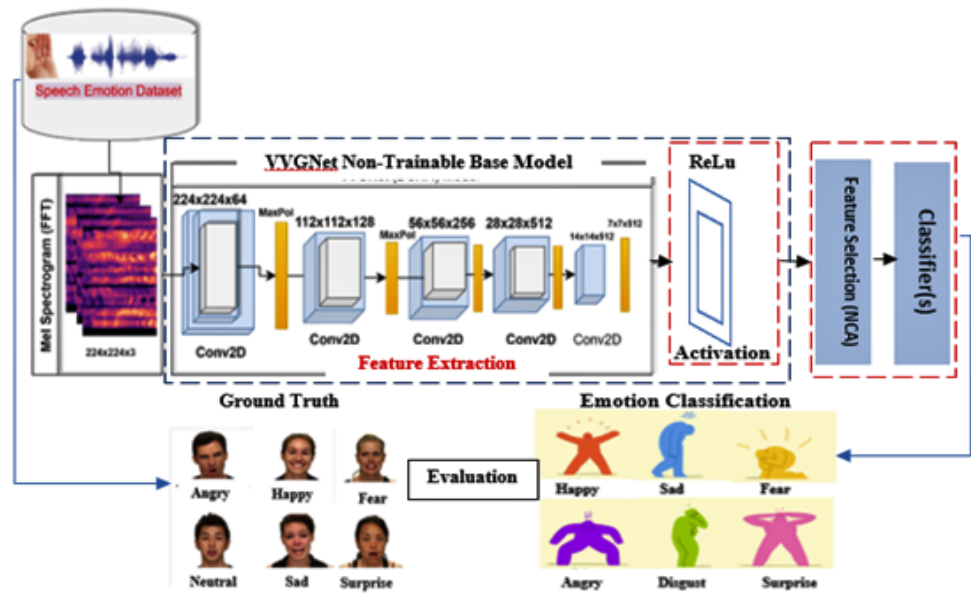 Speech Emotion Dataset
VVGNet Non-Trainable Base Model
ReLu
224x224x64
MaxPol
112x112x128
MaxPol
56x56x256
28x28x512
14x14x512
7x7x512
Mel Spectrogram (FFT)
224x224x3
Conv2D
Conv2D
Conv2D
Conv2D
Conv2D
Feature Extraction
Activation
Feature Selection (NCA)
Classifier(s)
Ground Truth
Emotion Classification
Angry
Happy
Fear
Neutral
Sad
Surprise
Evaluation
Happy
Sad
Fear
Angry
Disgust
Surprise